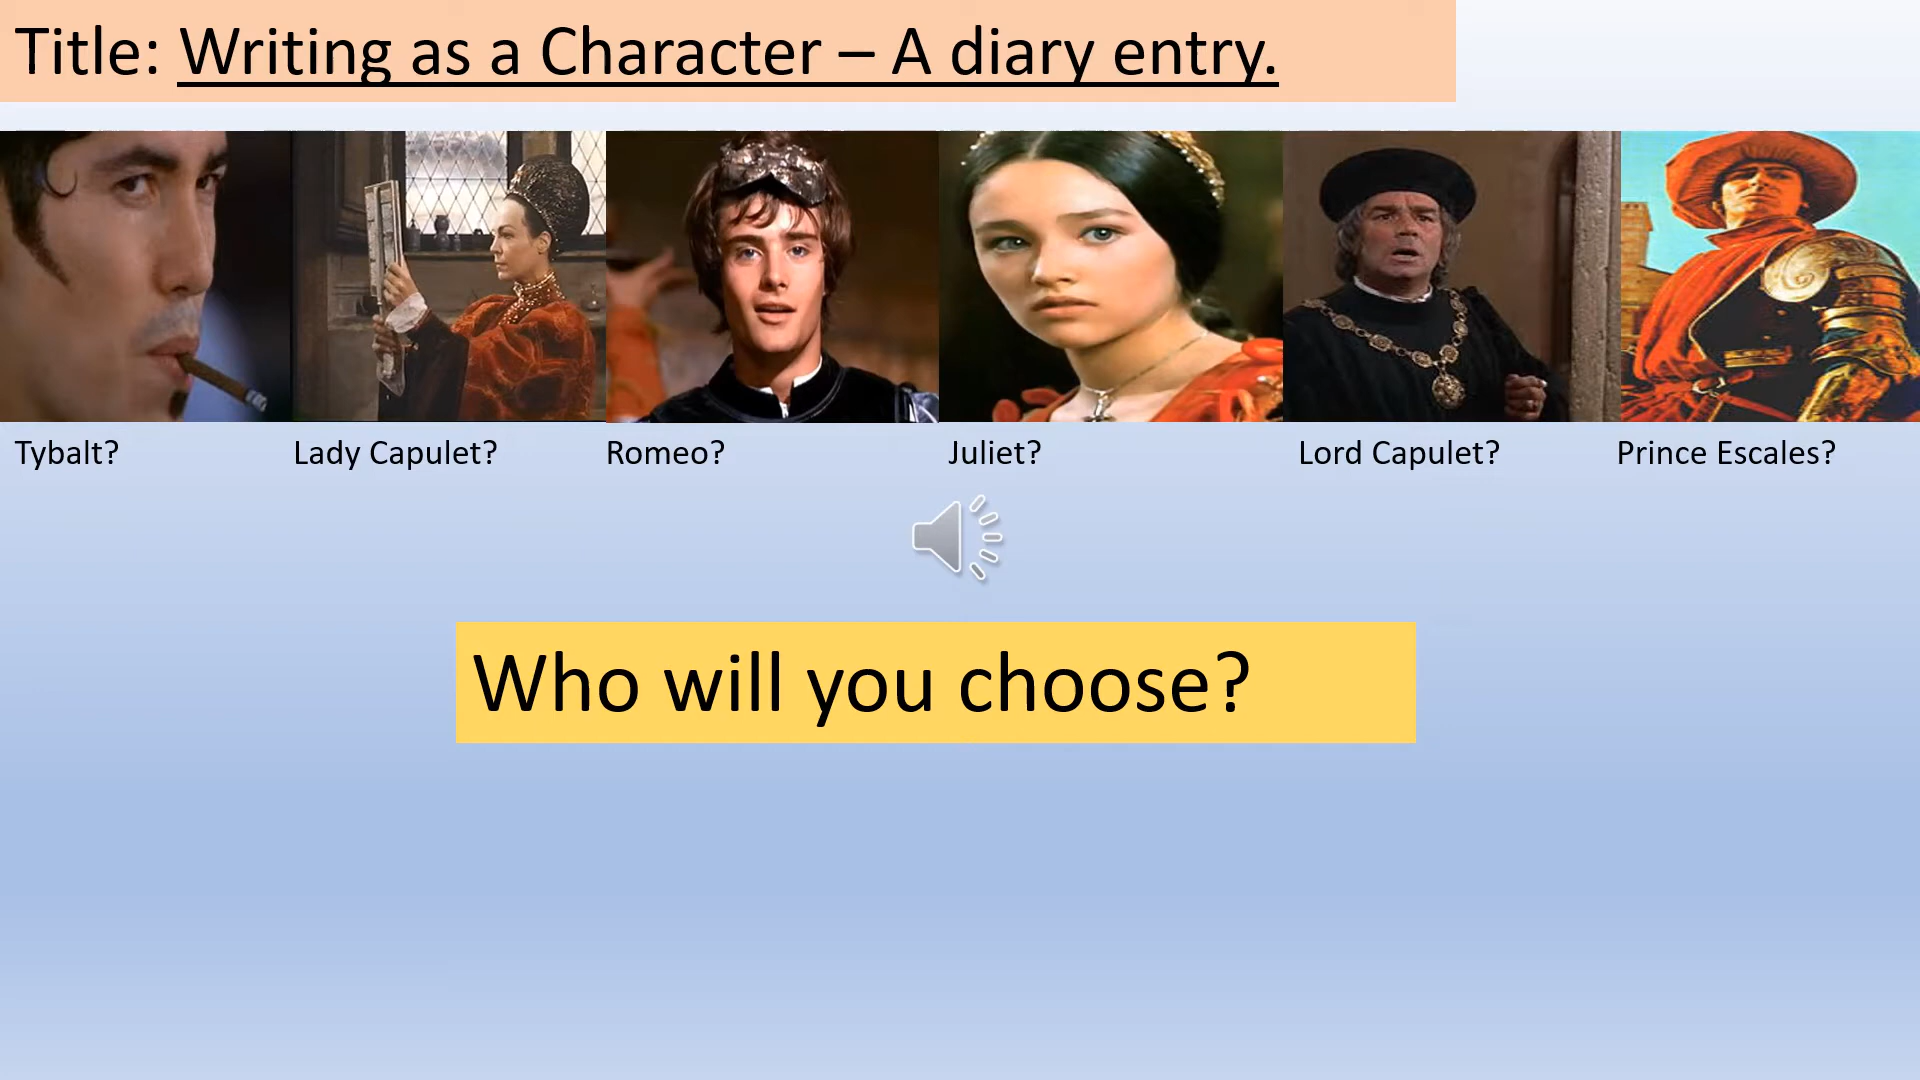 Title: Writing as a Character – A diary entry.
Tybalt?
Lady Capulet?
Romeo?
Juliet?
Lord Capulet?
Prince Escales?
Who will you choose?